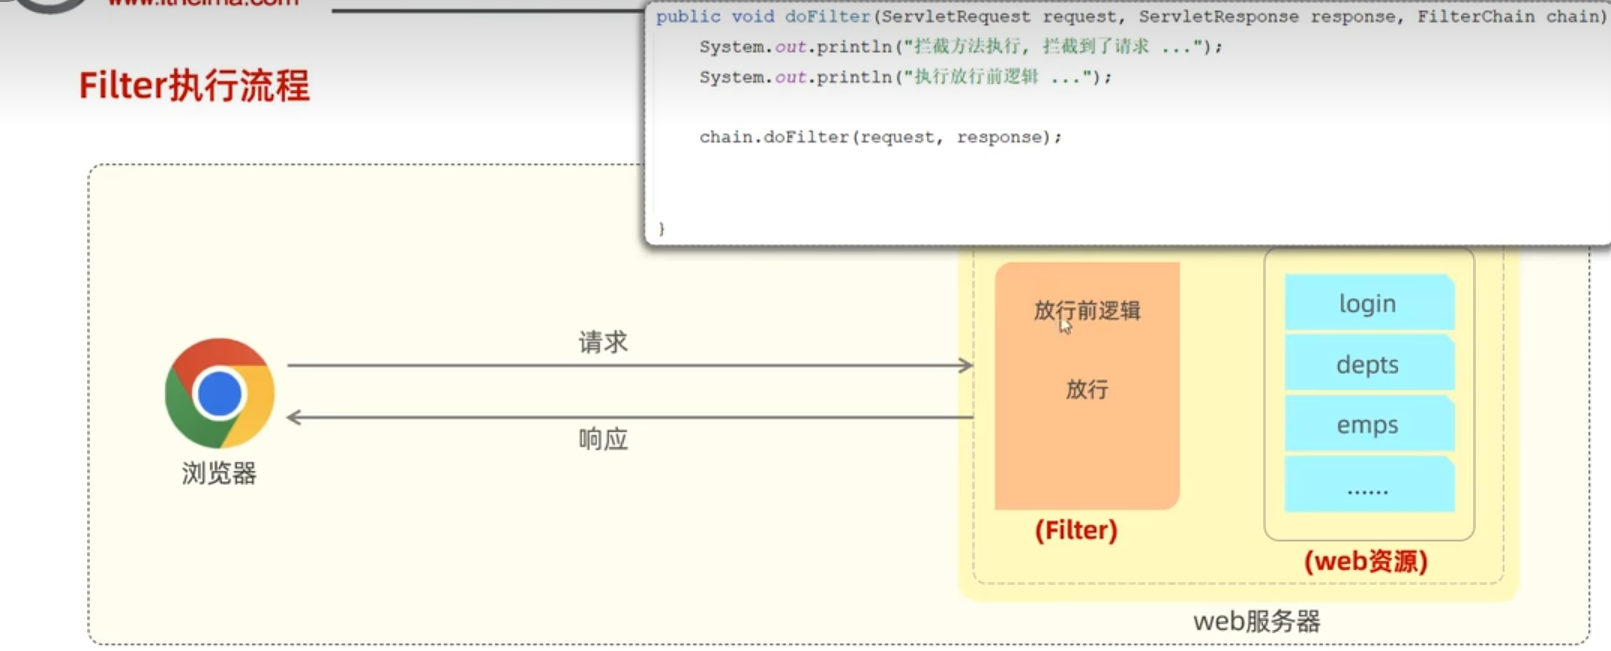 www.itheima.com
public void doFilter(ServletRequest request, ServletResponse response, FilterChain chain)
System.out.println("拦截方法执行, 拦截到了请求 ...");
System.out.println("执行放行前逻辑 ...");
chain.doFilter(request, response);
}
Filter执行流程
请求
响应
浏览器
放行前逻辑
放行
(Filter)
login
depts
emps
......
(web资源)
web服务器